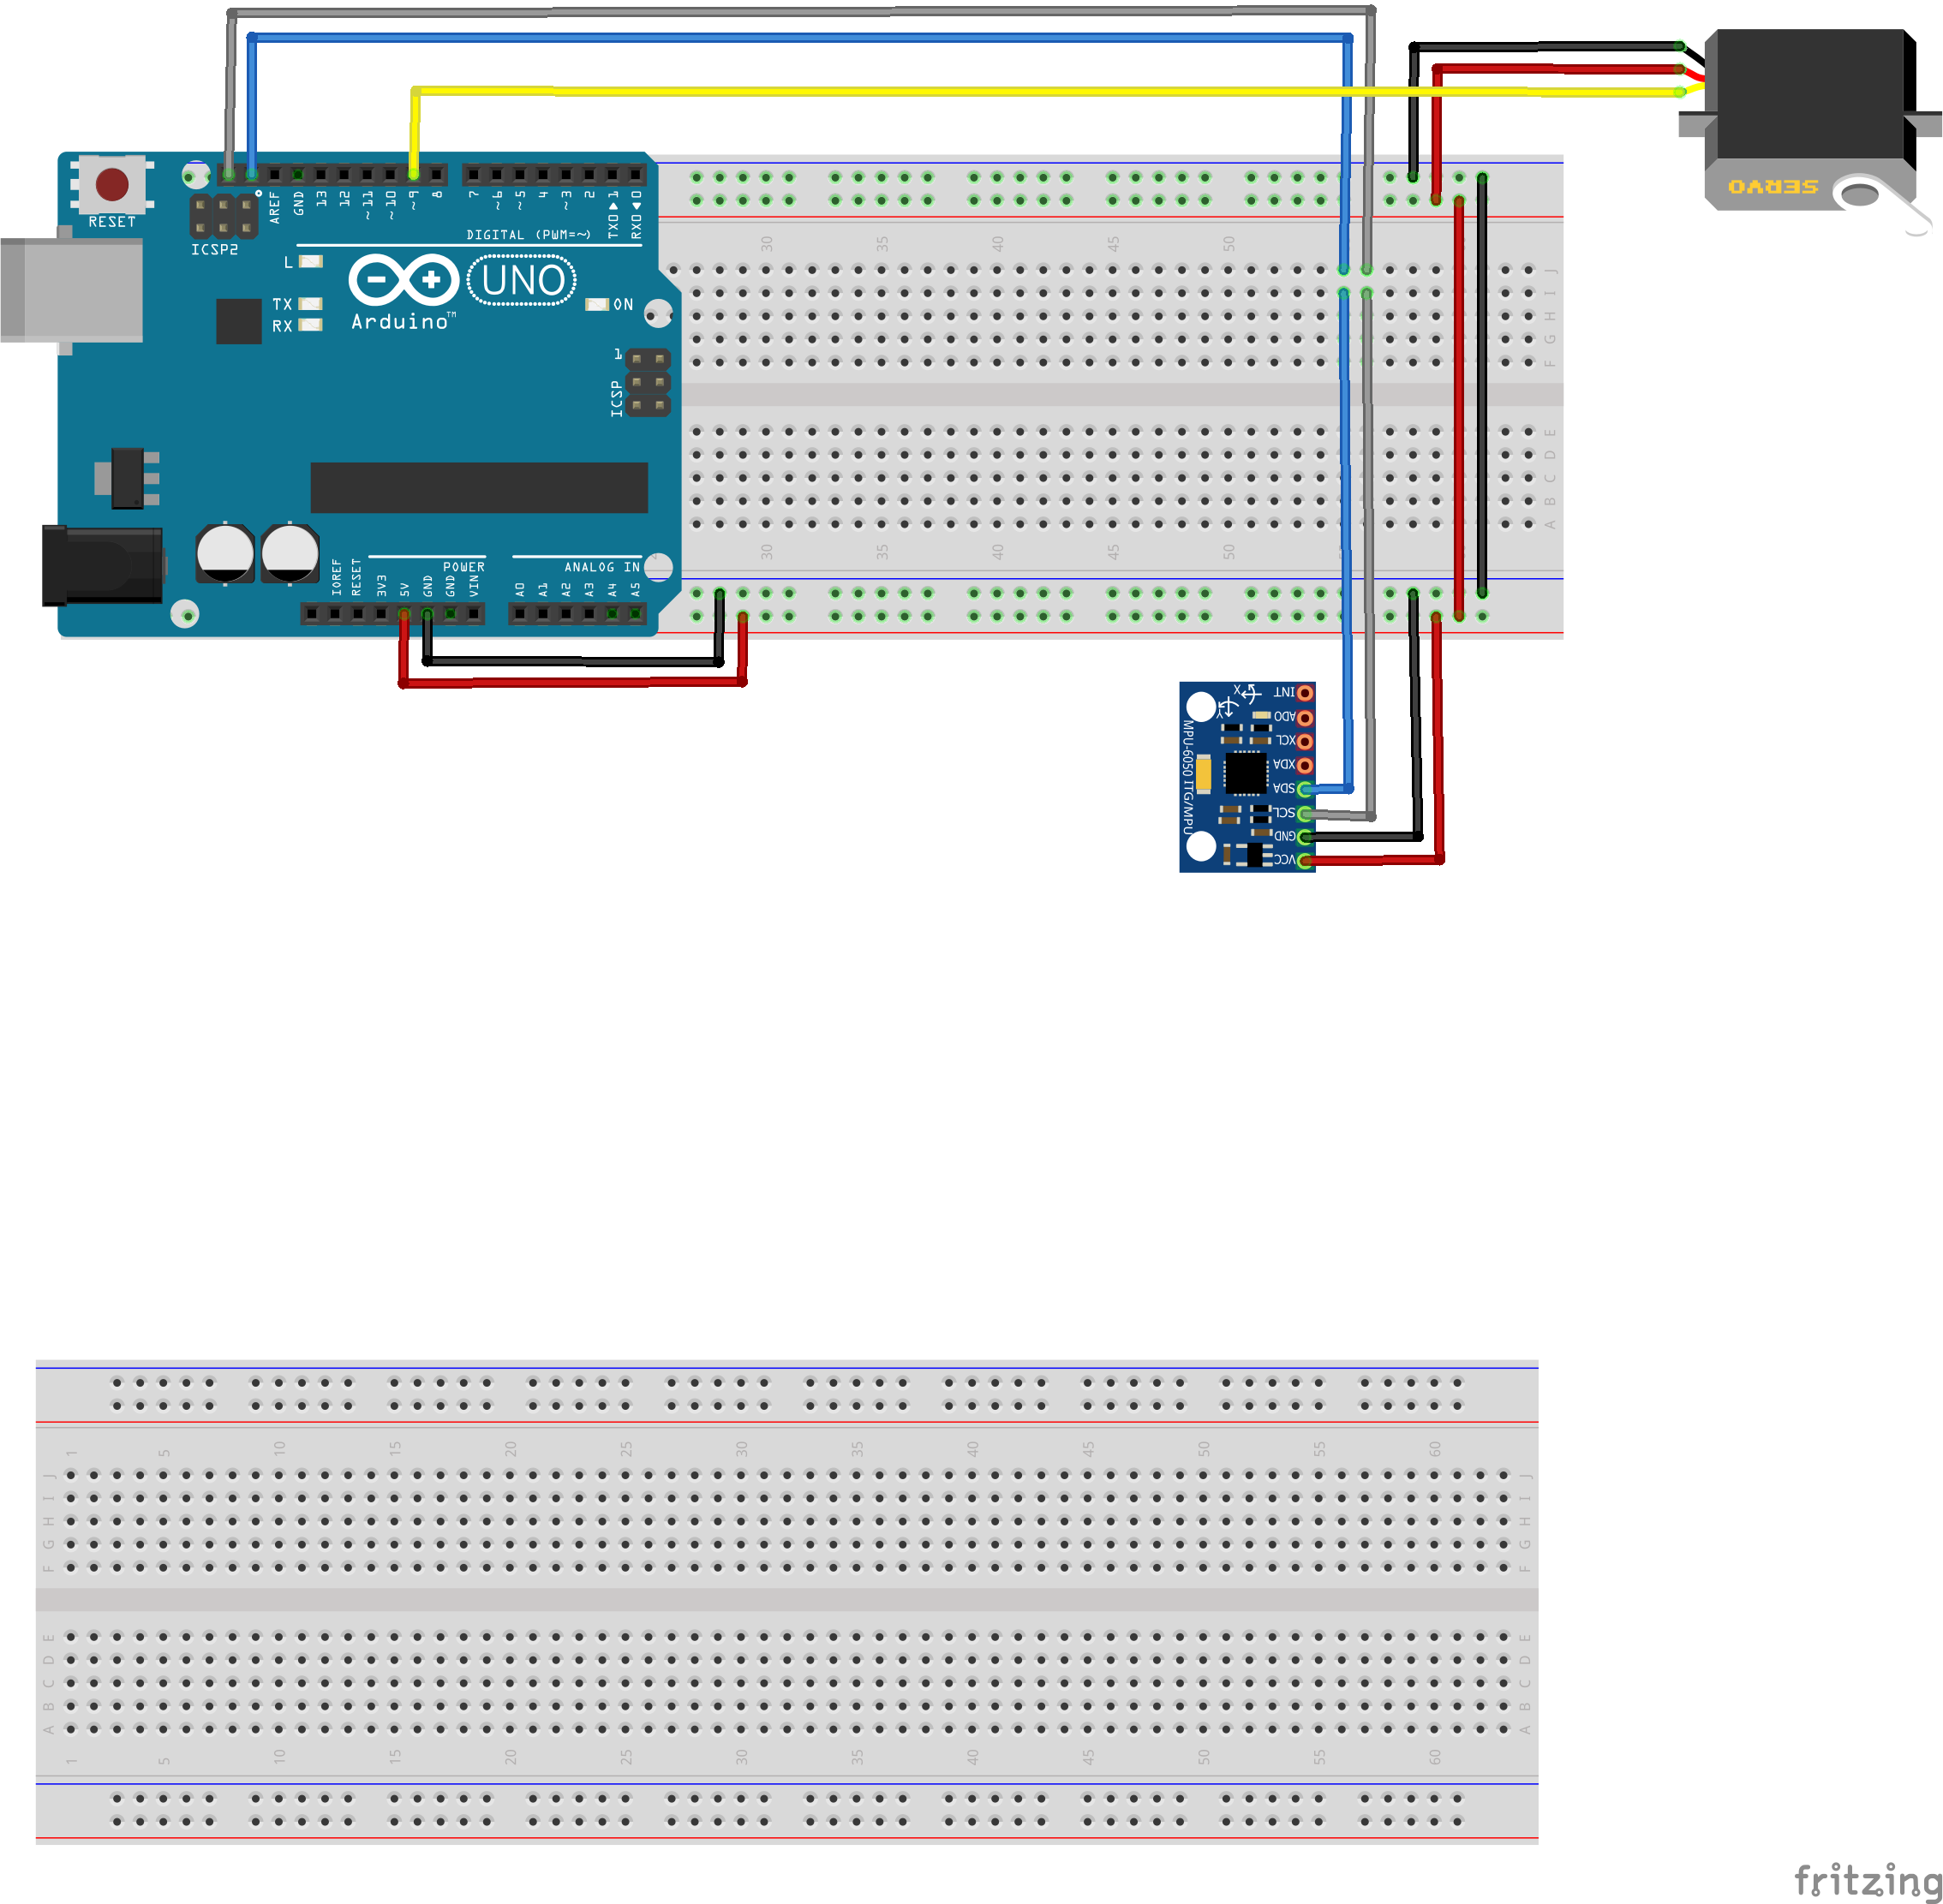 SERVO
RESET
ICSP2
AREF
GND
13
12
~11
~10
~9
8
7
~6
~5
4
~3
2
TX0 ▶ 1
RX0 ◀ 0
DIGITAL (PWM=~)
L
TX
RX
UNO
Arduino™
ON
1
ICSP
30 35 40 45 50
J
I
H
G
F
E
D
C
B
A
30 35 40 45 50
IOREF
RESET
3V3
5V
GND
GND
VIN
POWER
A0
A1
A2
A3
A4
A5
ANALOG IN
X
Y
MPU-6050 ITG/MPU
INT
ADO
XCL
XDA
SDA
SCL
GND
VCC
1 5 10 15 20 25 30 35 40 45 50 55 60
J J
I I
H H
G G
F F
E E
D D
C C
B B
A A
1 5 10 15 20 25 30 35 40 45 50 55 60
fritzing